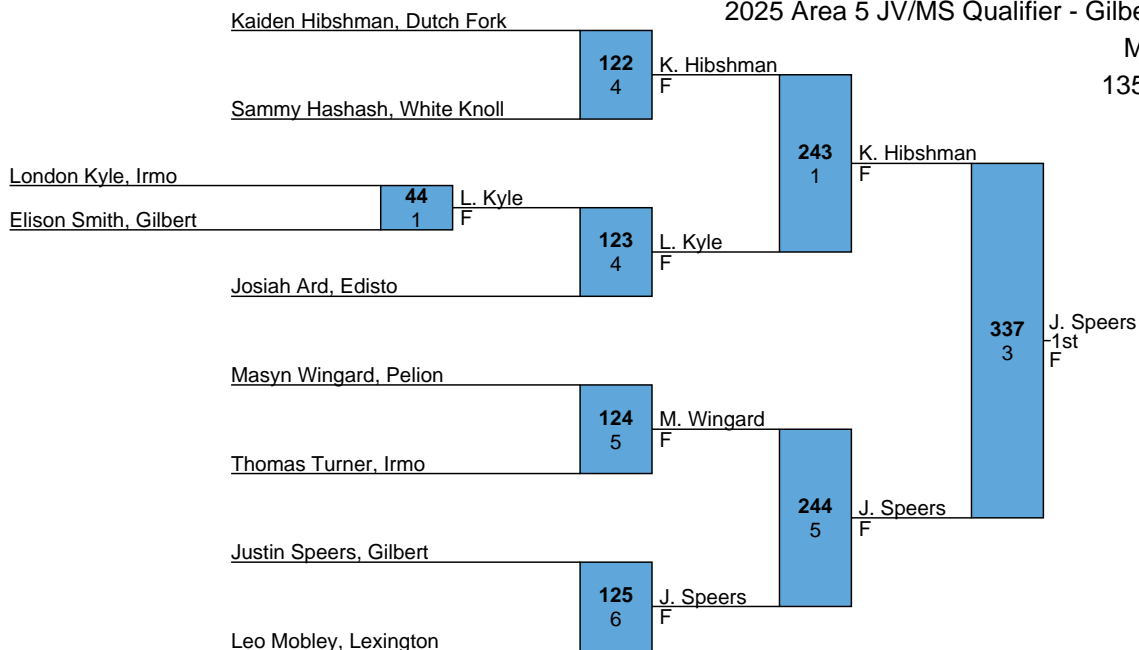 2025 Area 5 JV/MS Qualifier - Gilbe
M
135
Kaiden Hibshman, Dutch Fork
122
4
K. Hibshman
F
Sammy Hashash, White Knoll
243
1
K. Hibshman
F
London Kyle, Irmo
44
1
L. Kyle
F
Elison Smith, Gilbert
123
4
L. Kyle
F
Josiah Ard, Edisto
337
3
J. Speers
1st
F
Masyn Wingard, Pelion
124
5
M. Wingard
F
Thomas Turner, Irmo
244
5
J. Speers
F
Justin Speers, Gilbert
125
6
J. Speers
F
Leo Mobley, Lexington